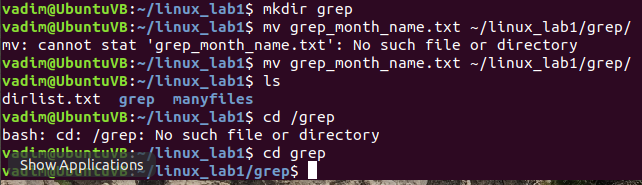 vadim@UbuntuVB:~/linux_lab1$ mkdir grep
vadim@UbuntuVB:~/linux_lab1$ mv grep_month_name.txt ~/linux_lab1/grep/
mv: cannot stat 'grep_month_name.txt': No such file or directory
vadim@UbuntuVB:~/linux_lab1$ mv grep_month_name.txt ~/linux_lab1/grep/
vadim@UbuntuVB:~/linux_lab1$ ls
dirlist.txt  grep  manyfiles
vadim@UbuntuVB:~/linux_lab1$ cd /grep
bash: cd: /grep: No such file or directory
vadim@UbuntuVB:~/linux_lab1$ cd grep
Show Applications
/linux_lab1/grep$